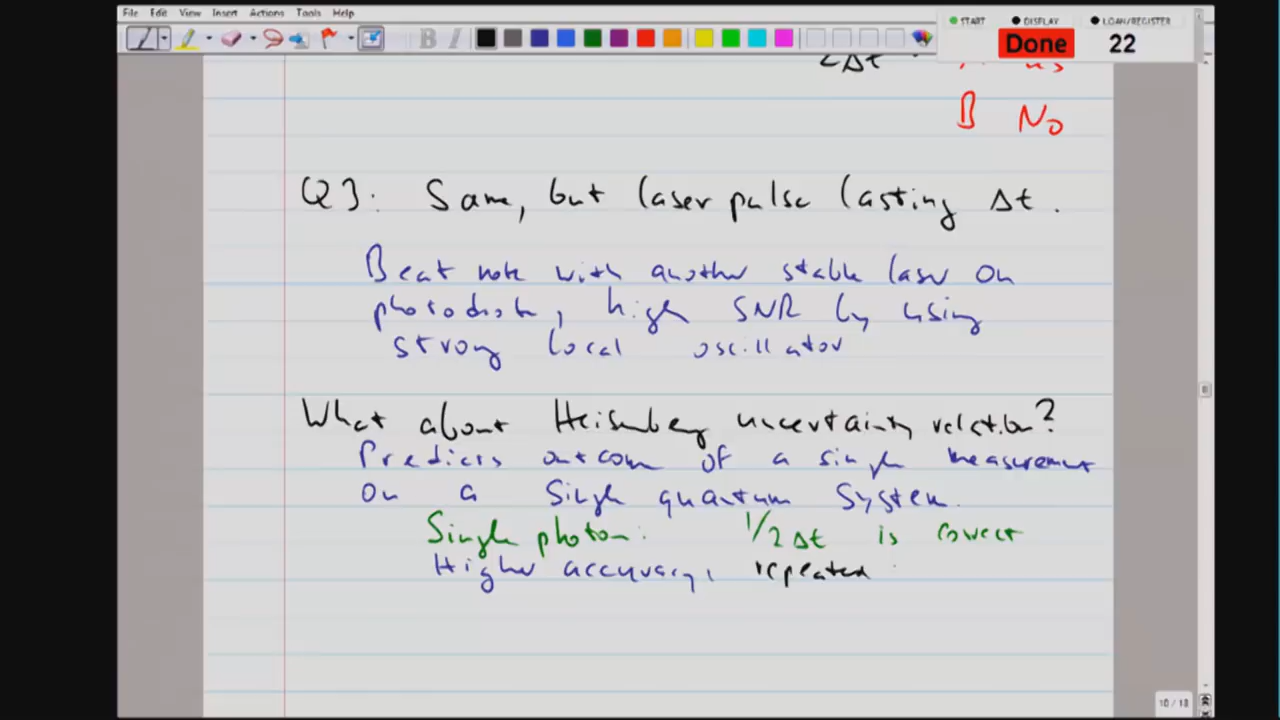 File Edit View Insert Actions Tools Help
START DISPLAY LOAN/REGISTER
Done 22
B I
2Δt
B No
Q3: Same, but laser pulse lasting Δt.
Beat note with another stable laser on
photodiode, high SNR by using
strong local oscillator
What about Heisenberg uncertainty relation?
Predicts outcome of a single measurement
on a single quantum system.
Single photon: 1/2Δt is correct
Higher accuracy: repeated
10 / 13